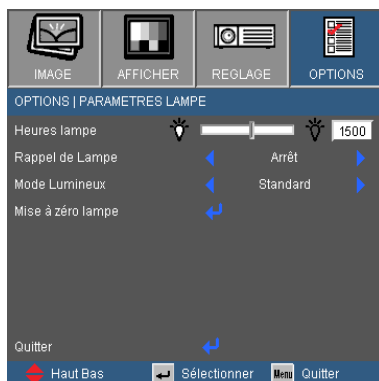 IMAGE AFFICHER REGLAGE OPTIONS
OPTIONS | PARAMETRES LAMPE
Heures lampe 1500
Rappel de Lampe Arrêt
Mode Lumineux Standard
Mise à zéro lampe
Quitter
Haut Bas Sélectionner Menu Quitter